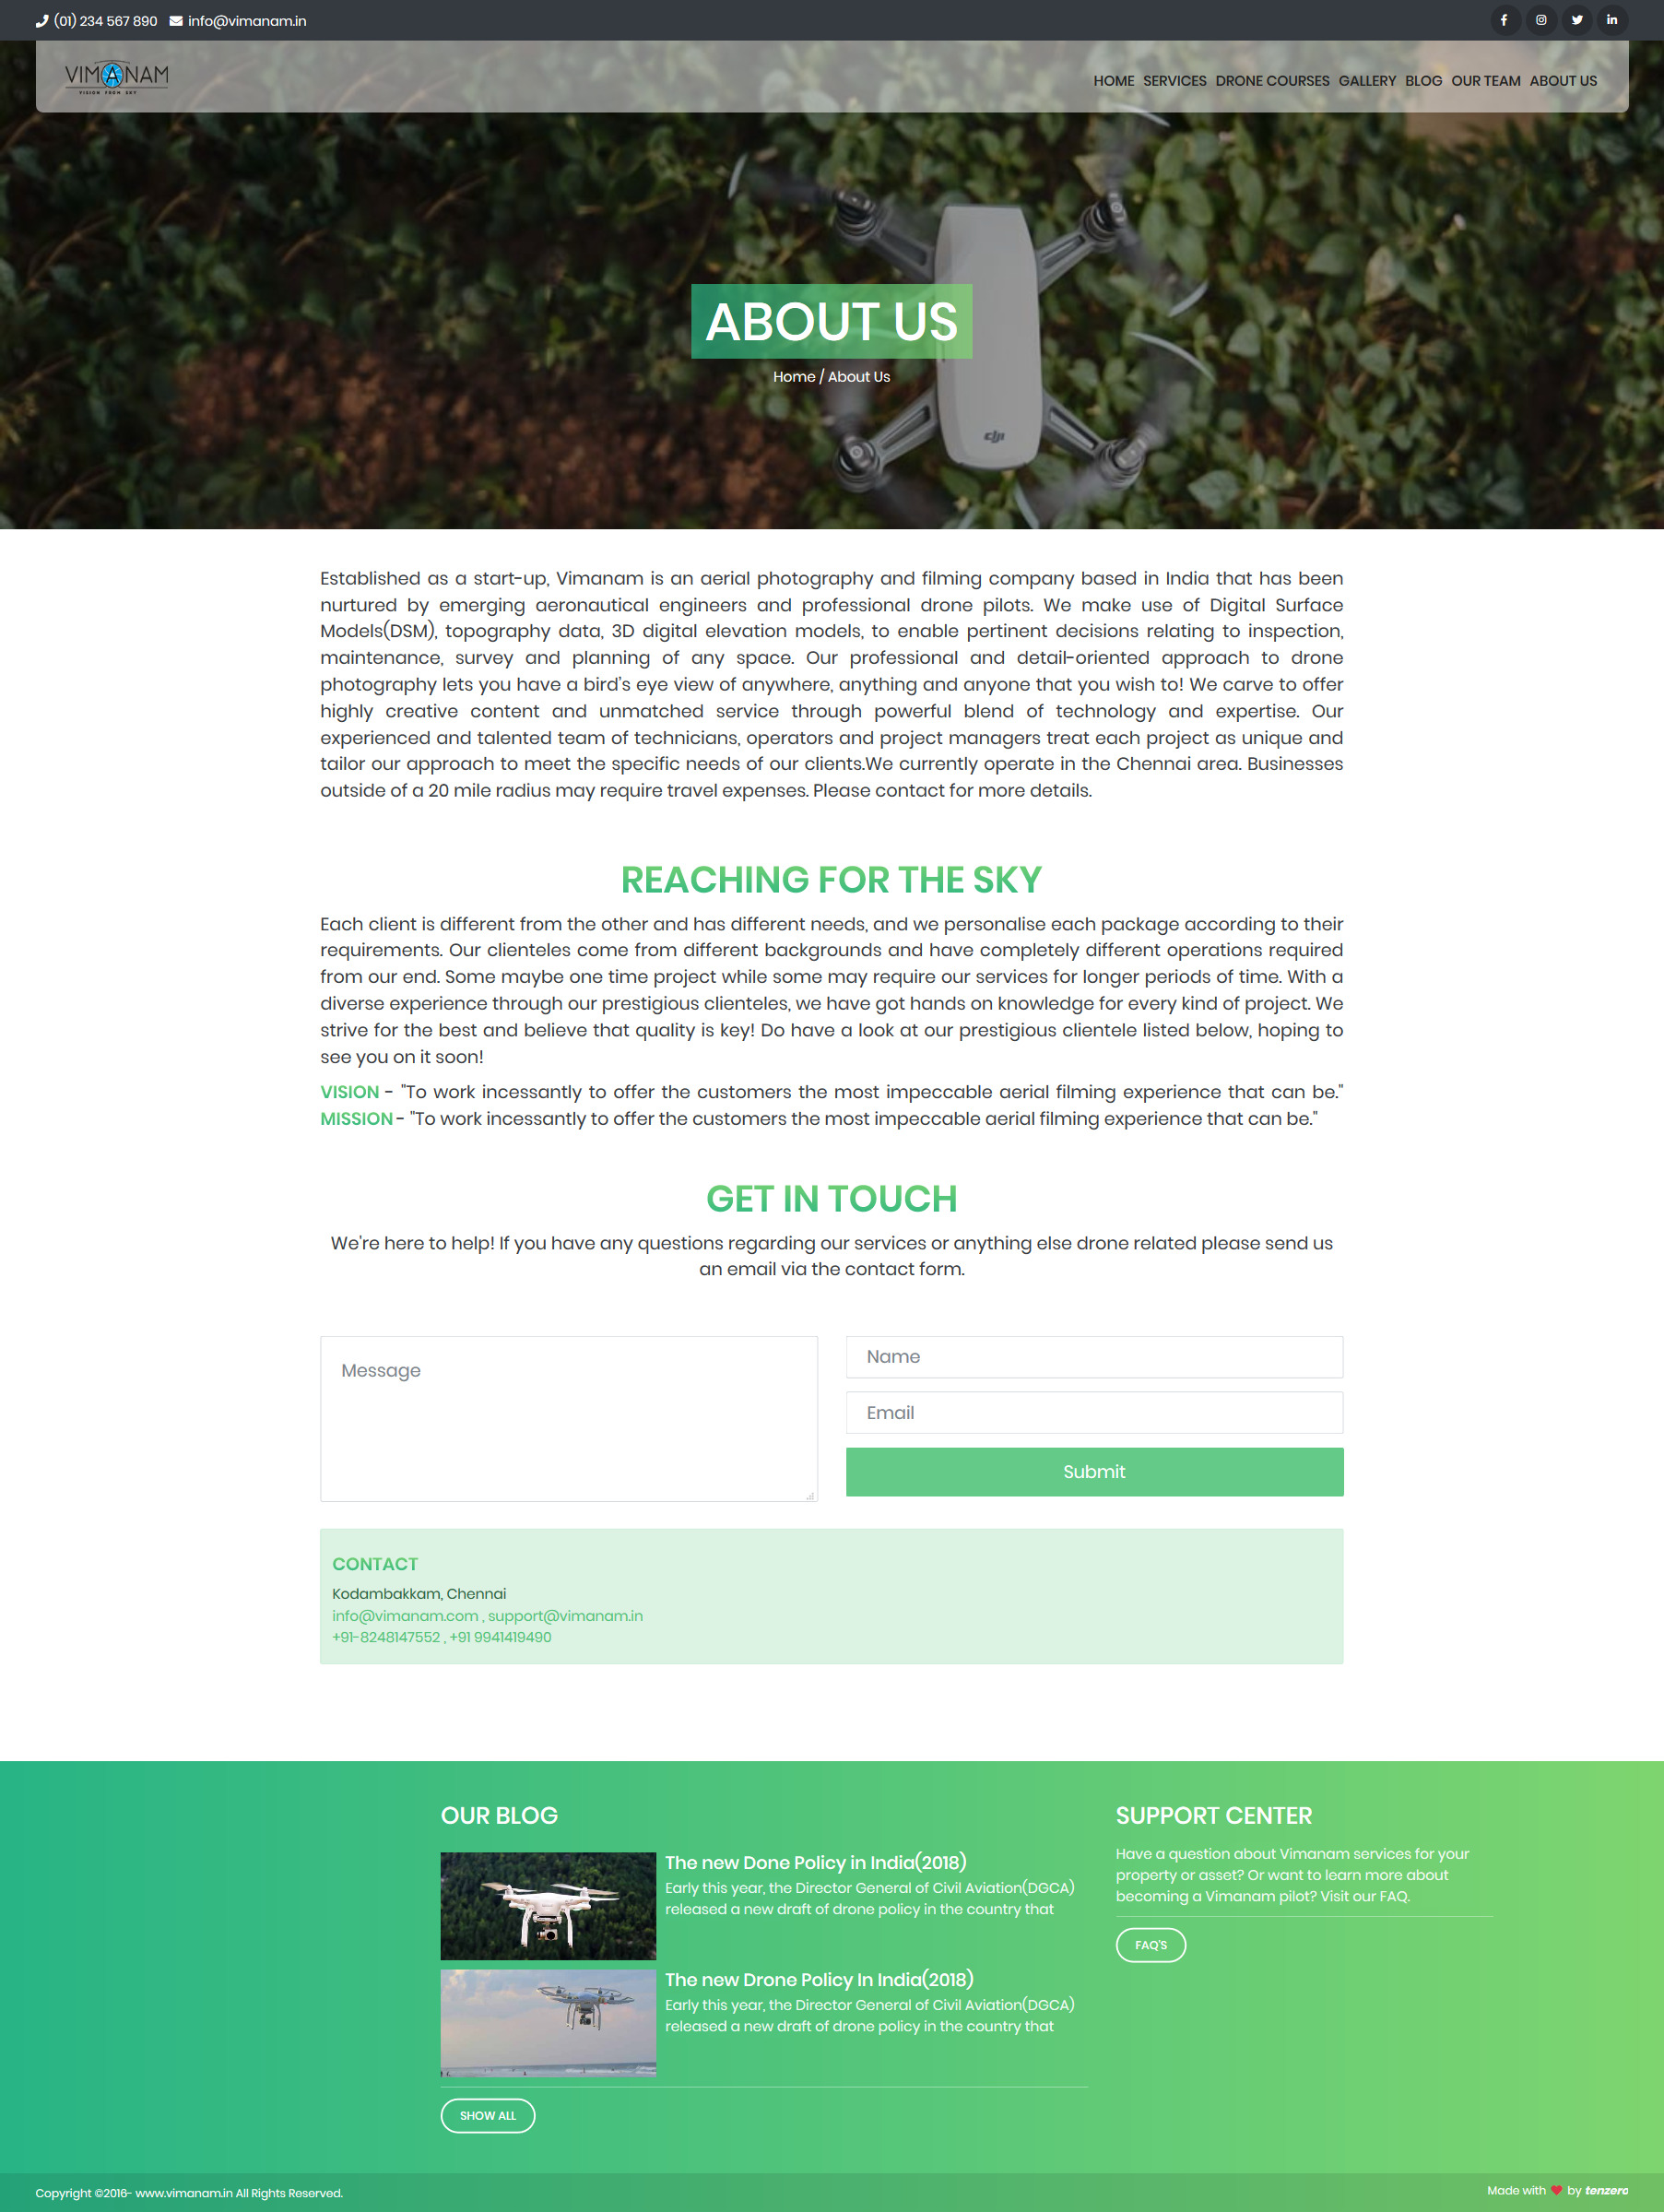 (01) 234 567 890 info@vimanam.in
VIMANAM
VISION FROM SKY
HOME SERVICES DRONE COURSES GALLERY BLOG OUR TEAM ABOUT US
ABOUT US
Home / About Us
dji
Established as a start-up, Vimanam is an aerial photography and filming company based in India that has been
nurtured by emerging aeronautical engineers and professional drone pilots. We make use of Digital Surface
Models(DSM), topography data, 3D digital elevation models, to enable pertinent decisions relating to inspection,
maintenance, survey and planning of any space. Our professional and detail-oriented approach to drone
photography lets you have a bird's eye view of anywhere, anything and anyone that you wish to! We carve to offer
highly creative content and unmatched service through powerful blend of technology and expertise. Our
experienced and talented team of technicians, operators and project managers treat each project as unique and
tailor our approach to meet the specific needs of our clients.We currently operate in the Chennai area. Businesses
outside of a 20 mile radius may require travel expenses. Please contact for more details.
REACHING FOR THE SKY
Each client is different from the other and has different needs, and we personalise each package according to their
requirements. Our clienteles come from different backgrounds and have completely different operations required
from our end. Some maybe one time project while some may require our services for longer periods of time. With a
diverse experience through our prestigious clienteles, we have got hands on knowledge for every kind of project. We
strive for the best and believe that quality is key! Do have a look at our prestigious clientele listed below, hoping to
see you on it soon!
VISION - "To work incessantly to offer the customers the most impeccable aerial filming experience that can be."
MISSION - "To work incessantly to offer the customers the most impeccable aerial filming experience that can be."
GET IN TOUCH
We're here to help! If you have any questions regarding our services or anything else drone related please send us
an email via the contact form.
Message
Name
Email
Submit
CONTACT
Kodambakkam, Chennai
info@vimanam.com , support@vimanam.in
+91-8248147552 , +91 9941419490
OUR BLOG
The new Done Policy in India(2018)
Early this year, the Director General of Civil Aviation(DGCA)
released a new draft of drone policy in the country that
The new Drone Policy In India(2018)
Early this year, the Director General of Civil Aviation(DGCA)
released a new draft of drone policy in the country that
SHOW ALL
SUPPORT CENTER
Have a question about Vimanam services for your
property or asset? Or want to learn more about
becoming a Vimanam pilot? Visit our FAQ.
FAQ'S
Copyright ©2016- www.vimanam.in All Rights Reserved.
Made with ❤ by tenzero